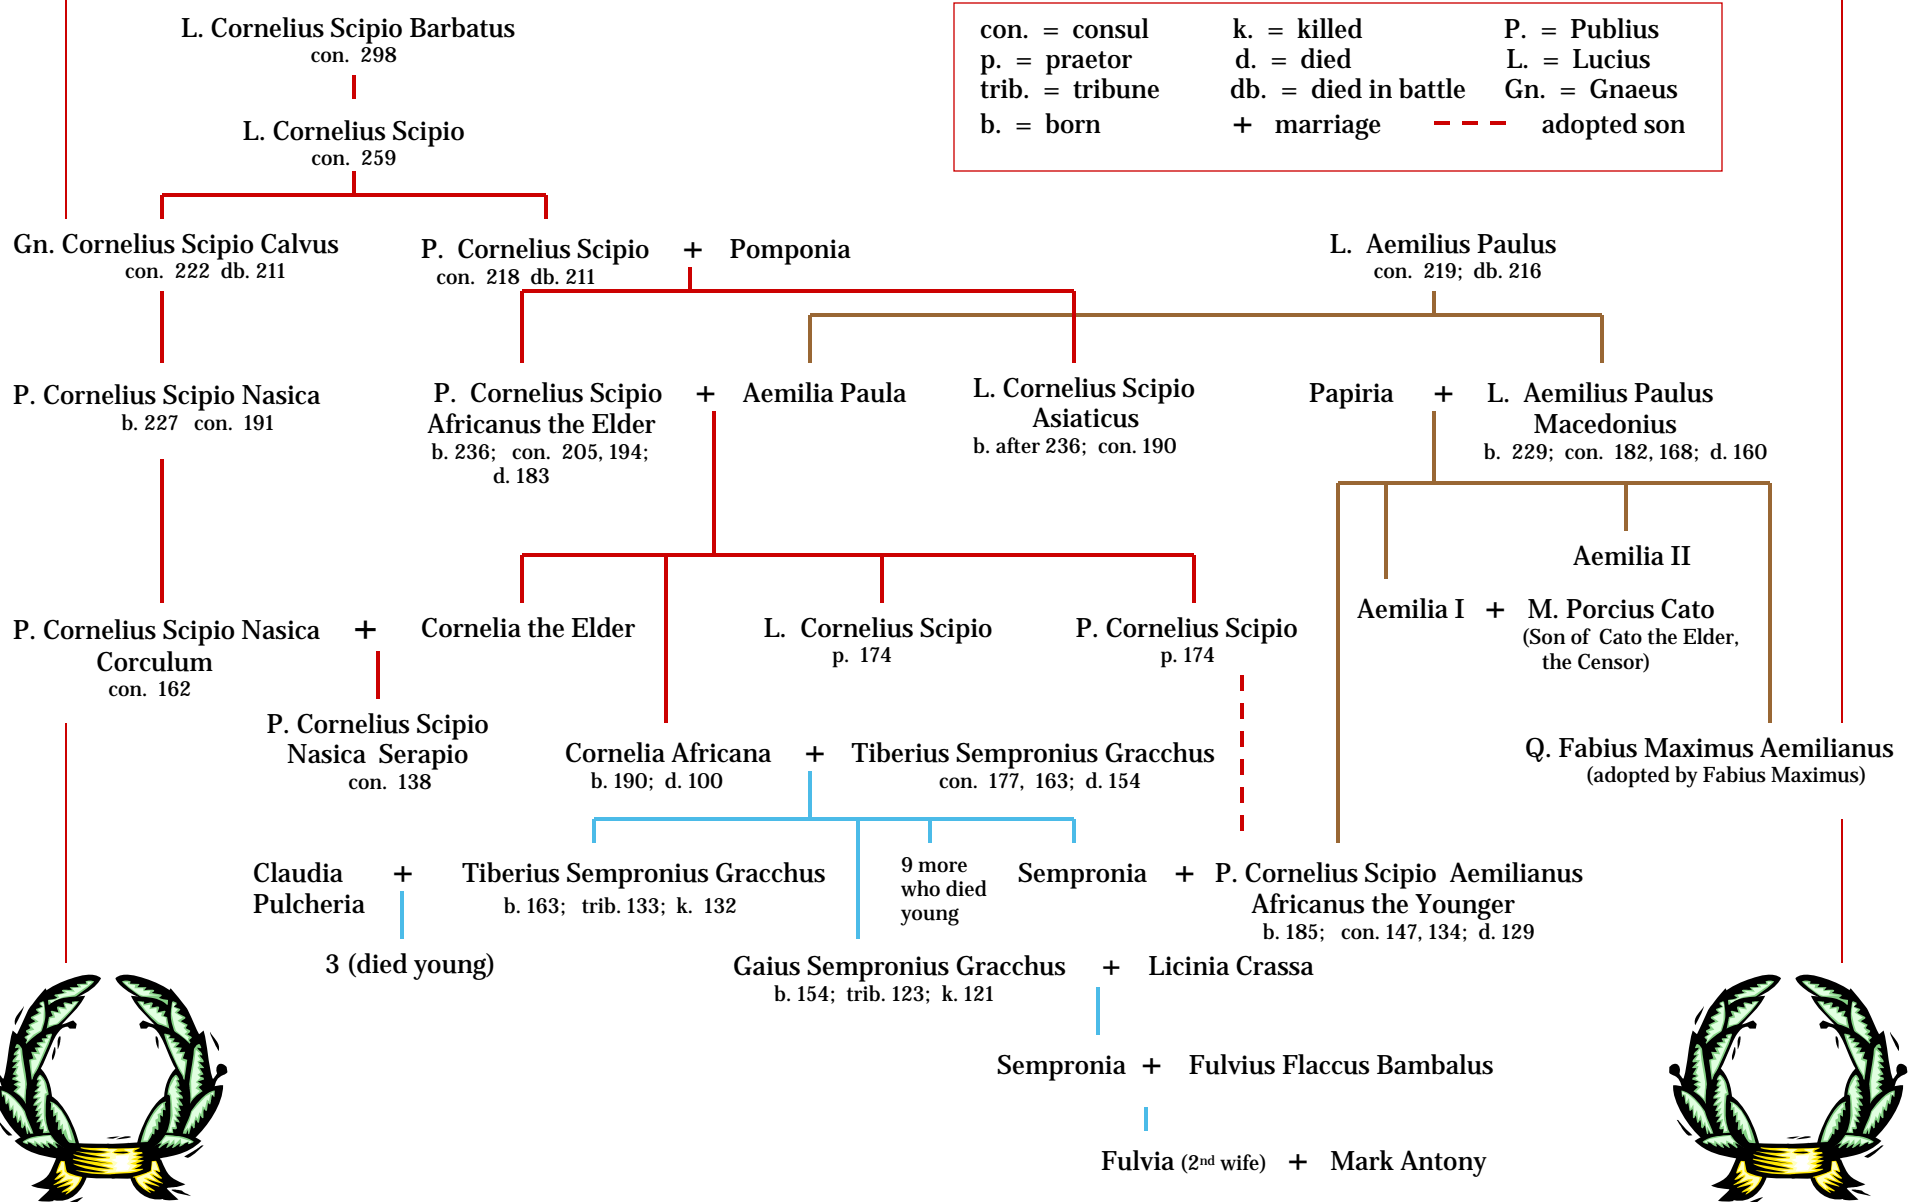 L. Cornelius Scipio Barbatus
con. 298
con. = consul k. = killed P. = Publius
p. = praetor d. = died L. = Lucius
trib. = tribune db. = died in battle Gn. = Gnaeus
b. = born + marriage adopted son
L. Cornelius Scipio
con. 259
Gn. Cornelius Scipio Calvus
con. 222 db. 211
P. Cornelius Scipio + Pomponia
con. 218 db. 211
L. Aemilius Paulus
con. 219; db. 216
P. Cornelius Scipio Nasica
b. 227 con. 191
P. Cornelius Scipio + Aemilia Paula
Africanus the Elder
b. 236; con. 205, 194;
d. 183
L. Cornelius Scipio
Asiaticus
b. after 236; con. 190
Papiria + L. Aemilius Paulus
Macedonius
b. 229; con. 182, 168; d. 160
Aemilia II
Aemilia I + M. Porcius Cato
(Son of Cato the Elder,
the Censor)
P. Cornelius Scipio Nasica + Cornelia the Elder
Corculum
con. 162
L. Cornelius Scipio
p. 174
P. Cornelius Scipio
p. 174
P. Cornelius Scipio
Nasica Serapio
con. 138
Cornelia Africana + Tiberius Sempronius Gracchus
b. 190; d. 100 con. 177, 163; d. 154
Q. Fabius Maximus Aemilianus
(adopted by Fabius Maximus)
Claudia + Tiberius Sempronius Gracchus
Pulcheria b. 163; trib. 133; k. 132
9 more
who died
young
Sempronia + P. Cornelius Scipio Aemilianus
Africanus the Younger
b. 185; con. 147, 134; d. 129
3 (died young)
Gaius Sempronius Gracchus + Licinia Crassa
b. 154; trib. 123; k. 121
Sempronia + Fulvius Flaccus Bambalus
Fulvia (2nd wife) + Mark Antony